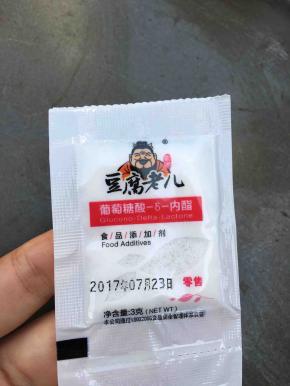 豆腐老儿
®
葡萄糖酸-δ-内酯
Glucono-Delta-Lactone
食/品/添/加/剂
Food Additives
2017年07月23日 零售
净含量:3克(NET WT)